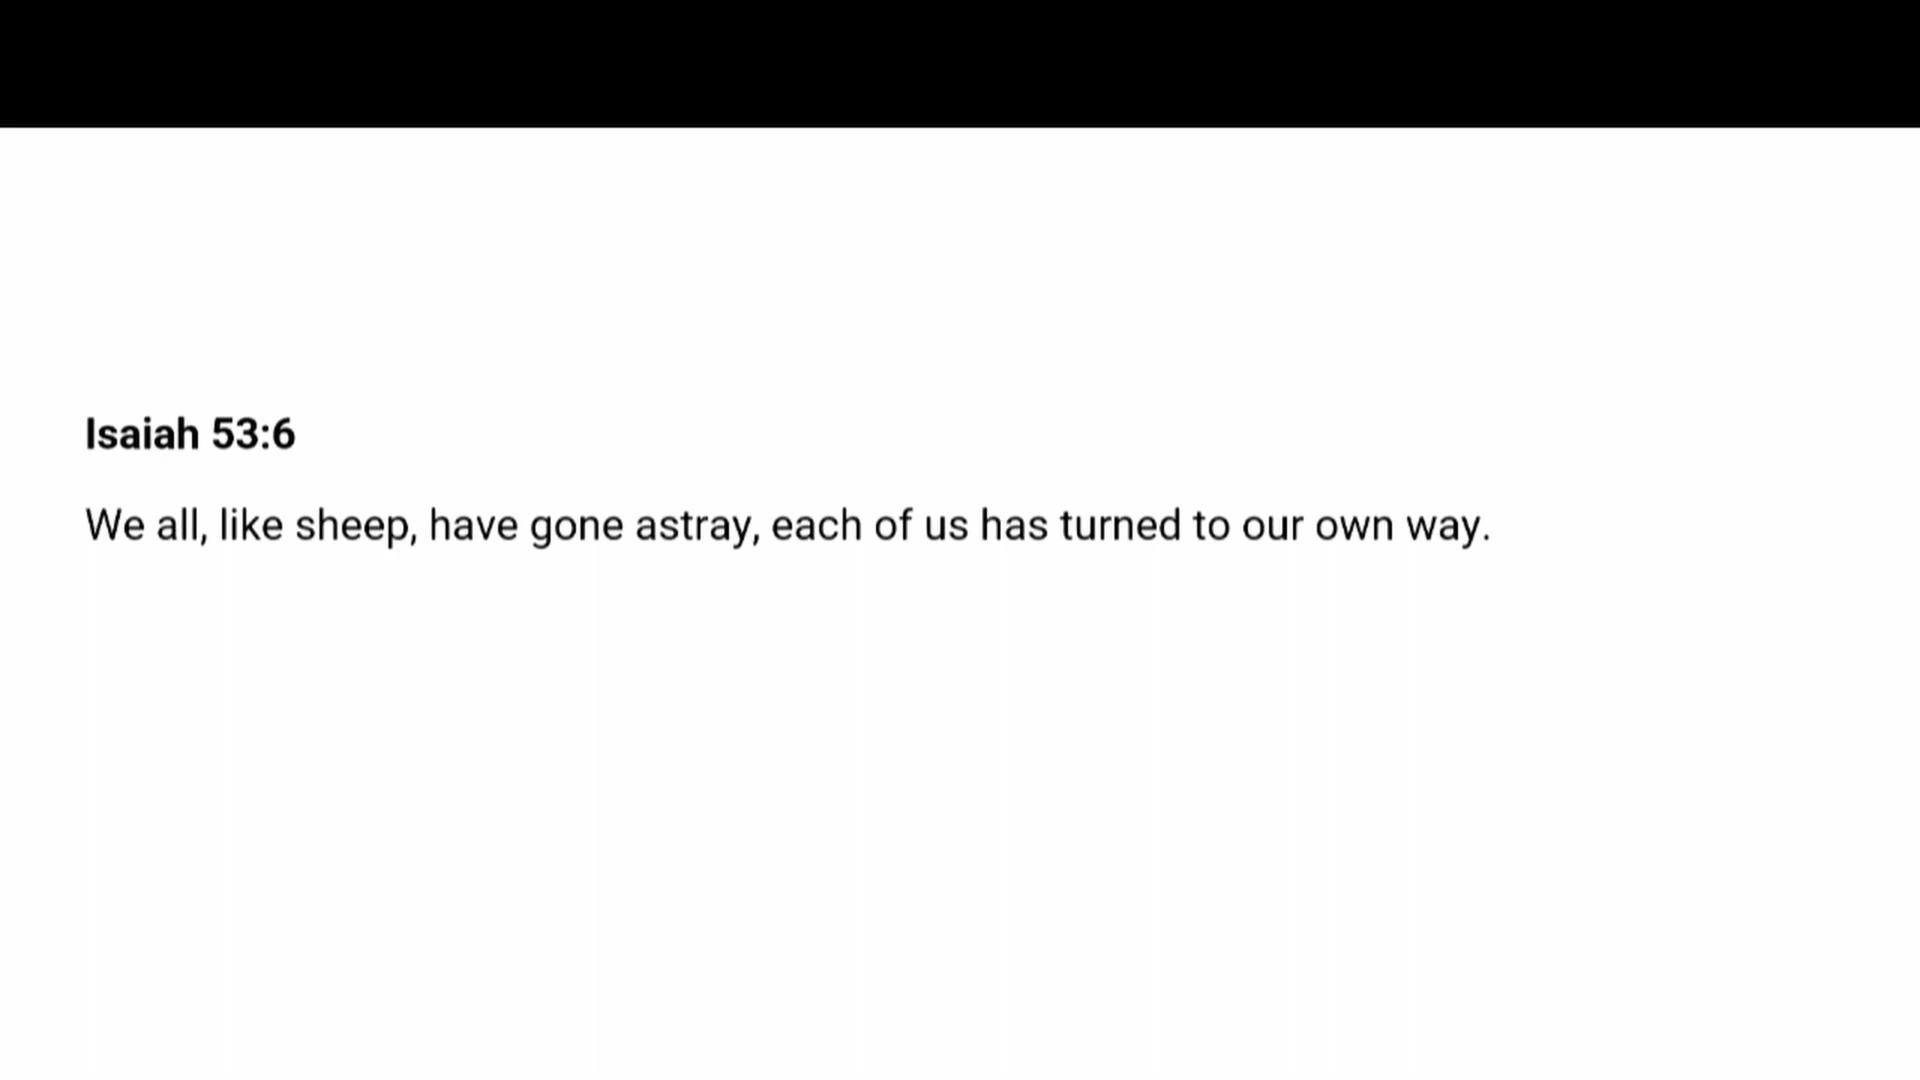 Isaiah 53:6
We all, like sheep, have gone astray, each of us has turned to our own way.